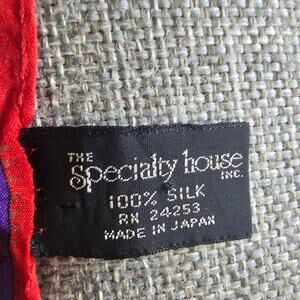 THE
Specialty house
INC.
100% SILK
RN 24253
MADE IN JAPAN